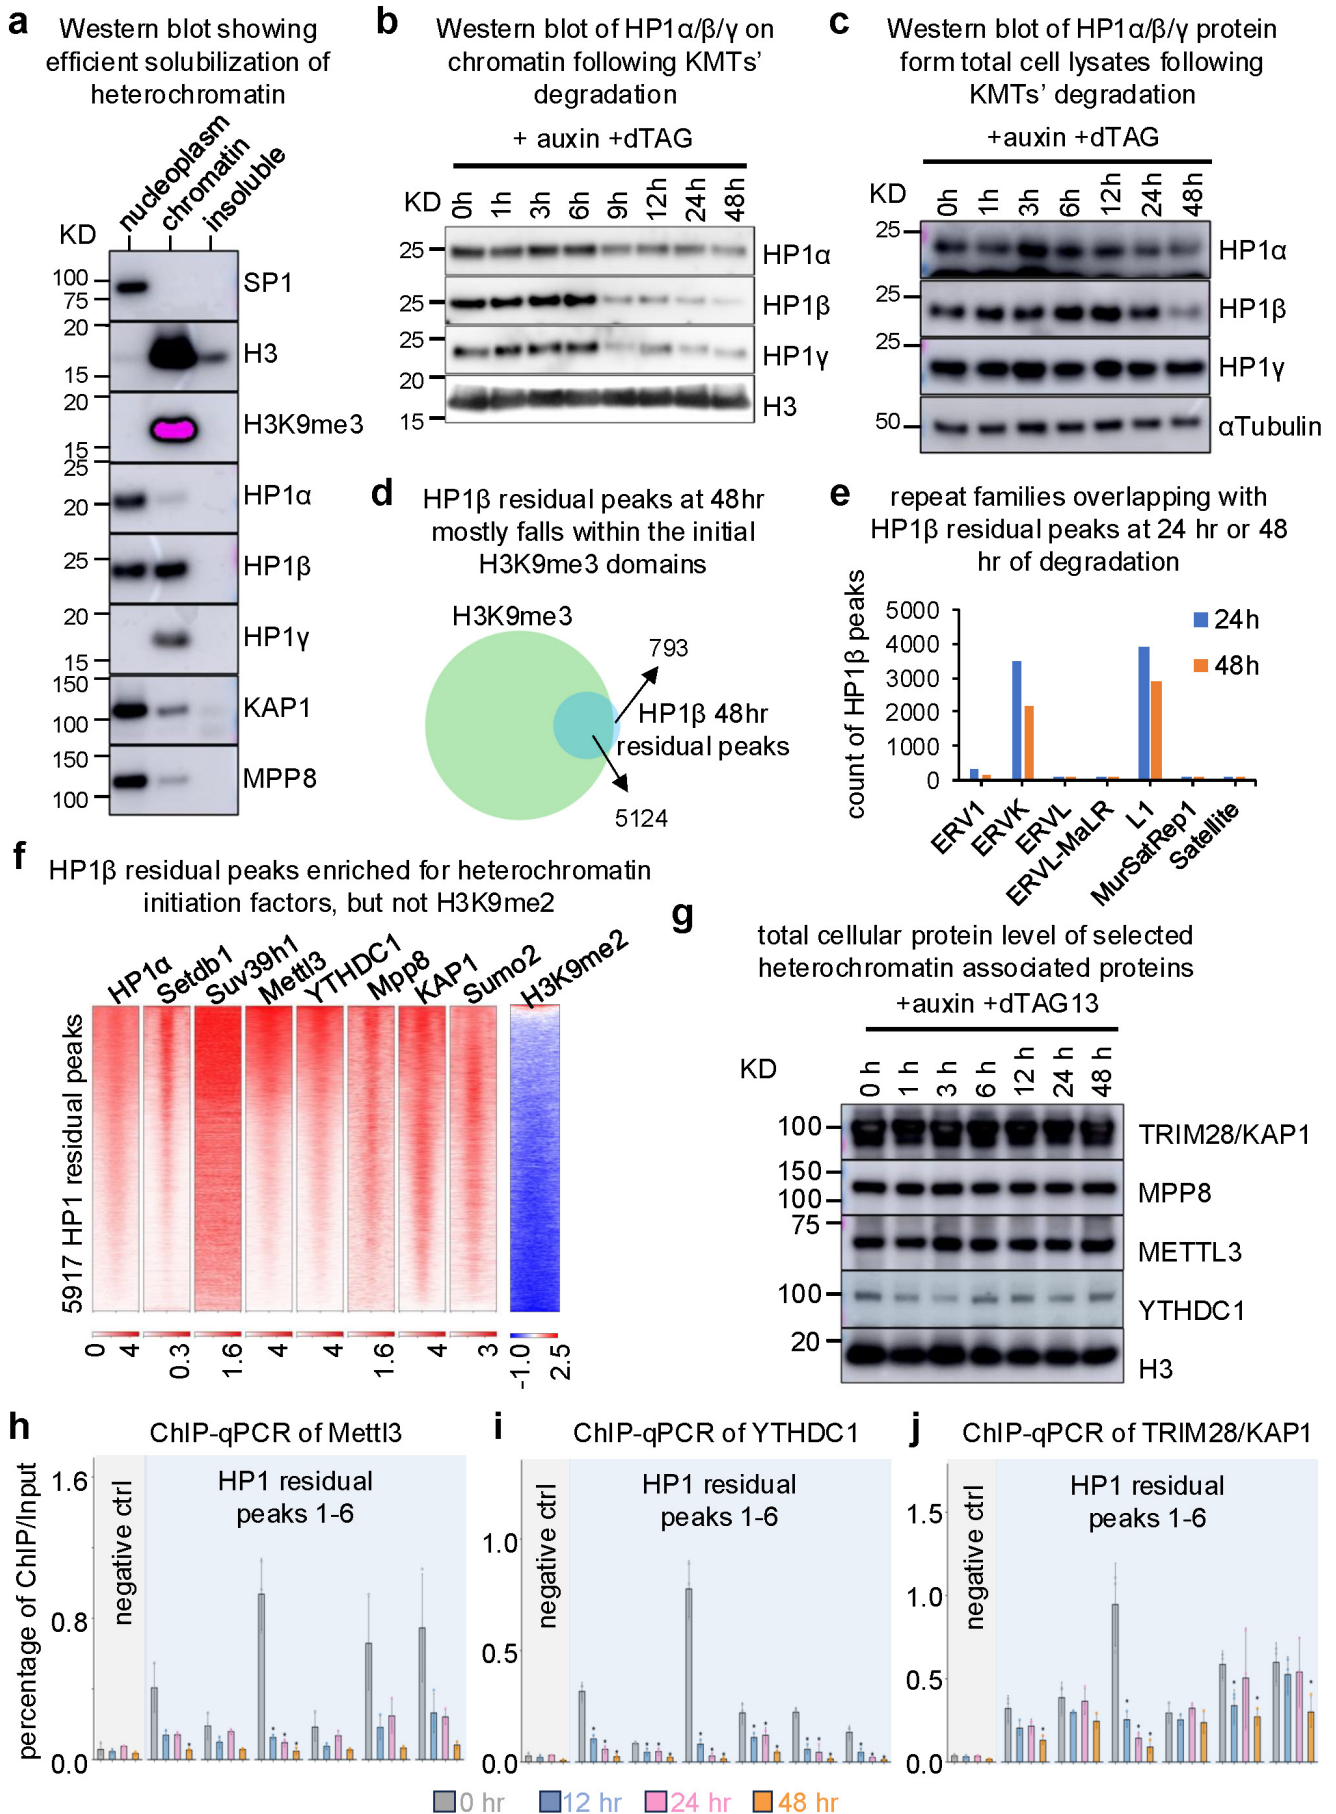 a
Western blot showing
efficient solubilization of
heterochromatin
nucleoplasm
chromatin
insoluble
KD
100
75
SP1
20
15
H3
20
15
H3K9me3
25
20
HP1α
25
HP1β
20
15
HP1γ
150
100
KAP1
150
100
MPP8
b
Western blot of HP1α/β/γ on
chromatin following KMTs'
degradation
+ auxin +dTAG
KD
0h 1h 3h 6h 9h 12h 24h 48h
25
HP1α
25
HP1β
25
HP1γ
20
15
H3
c
Western blot of HP1α/β/γ protein
form total cell lysates following
KMTs' degradation
+auxin +dTAG
KD
0h 1h 3h 6h 12h 24h 48h
25
HP1α
25
HP1β
25
HP1γ
50
αTubulin
d
HP1β residual peaks at 48hr
mostly falls within the initial
H3K9me3 domains
H3K9me3
793
HP1β 48hr
residual peaks
5124
e
repeat families overlapping with
HP1β residual peaks at 24 hr or 48
hr of degradation
count of HP1β peaks
5000
4000
3000
2000
1000
0
24h
48h
ERV1
ERVK
ERVL
ERVL-MaLR
L1
MurSatRep1
Satellite
f
HP1β residual peaks enriched for heterochromatin
initiation factors, but not H3K9me2
HP1α
Setdb1
Suv39h1
Mettl3
YTHDC1
Mpp8
KAP1
Sumo2
H3K9me2
5917 HP1 residual peaks
0 4 0.3 1.6 4 4 1.6 4 3 -1.0 2.5
g
total cellular protein level of selected
heterochromatin associated proteins
+auxin +dTAG13
KD
0 h 1 h 3 h 6 h 12 h 24 h 48 h
100
TRIM28/KAP1
150
100
MPP8
75
METTL3
100
YTHDC1
20
H3
h
ChIP-qPCR of Mettl3
percentage of ChIP/Input
1.6
0.8
0.0
negative ctrl
HP1 residual
peaks 1-6
i
ChIP-qPCR of YTHDC1
1.0
0.5
0.0
negative ctrl
HP1 residual
peaks 1-6
j
ChIP-qPCR of TRIM28/KAP1
1.5
1.0
0.5
0.0
negative ctrl
HP1 residual
peaks 1-6
0 hr 12 hr 24 hr 48 hr